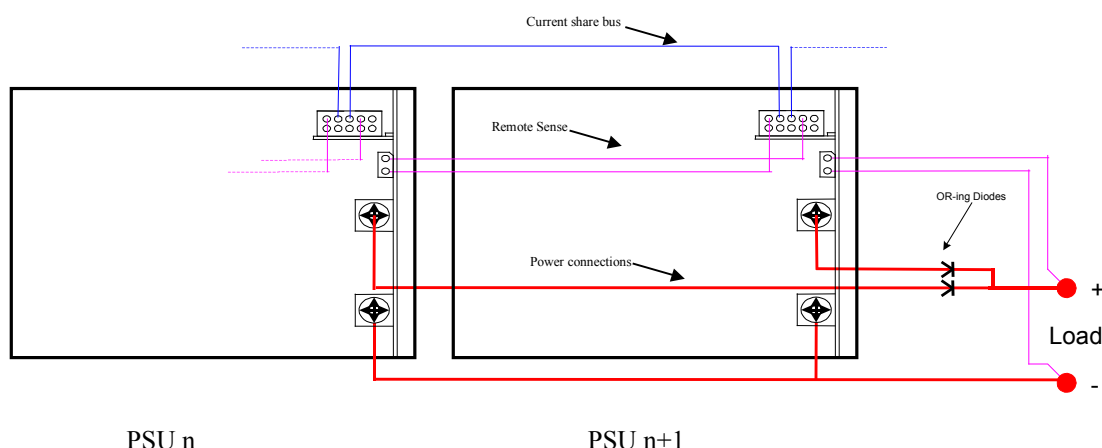 Current share bus
Remote Sense
OR-ing Diodes
Power connections
+
Load
-
PSU n
PSU n+1